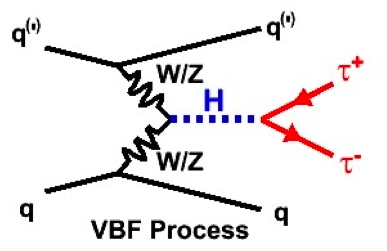 q(') q(')
W/Z
H τ+
W/Z τ-
q q
VBF Process